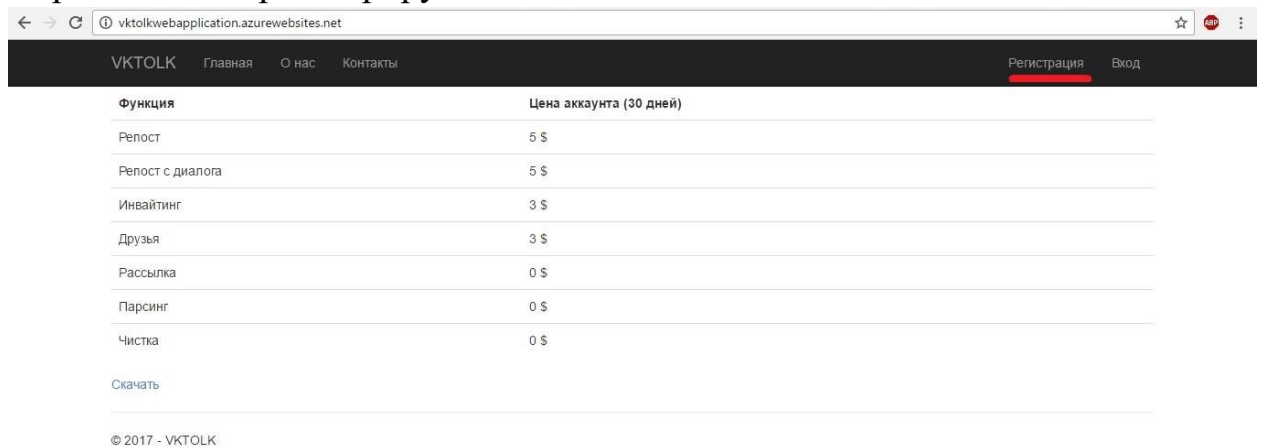 vktolkwebapplication.azurewebsites.net
ABP
VKTOLK Главная О нас Контакты Регистрация Вход
Функция Цена аккаунта (30 дней)
Репост 5 $
Репост с диалога 5 $
Инвайтинг 3 $
Друзья 3 $
Рассылка 0 $
Парсинг 0 $
Чистка 0 $
Скачать
© 2017 - VKTOLK